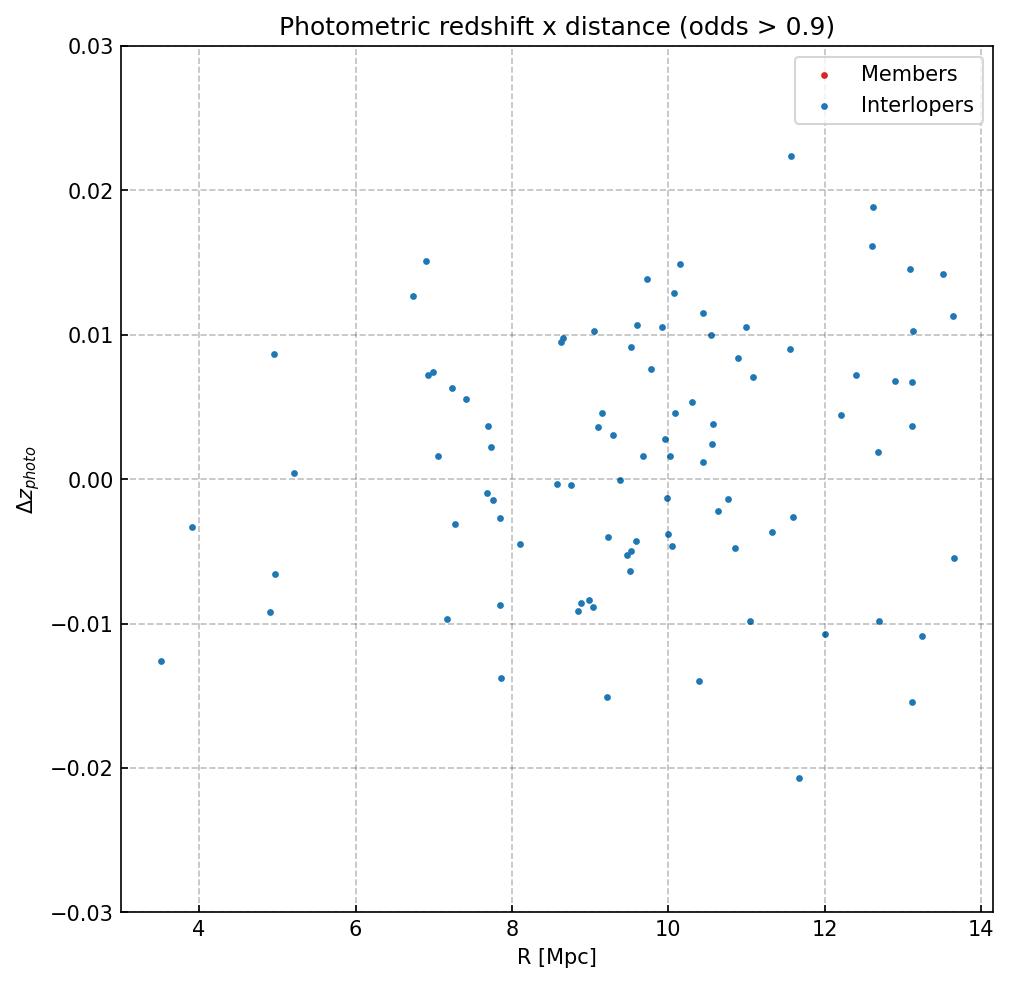 Photometric redshift x distance (odds > 0.9)
Members
Interlopers
0.03
0.02
0.01
0.00
−0.01
−0.02
−0.03
Δz_photo
4 6 8 10 12 14
R [Mpc]